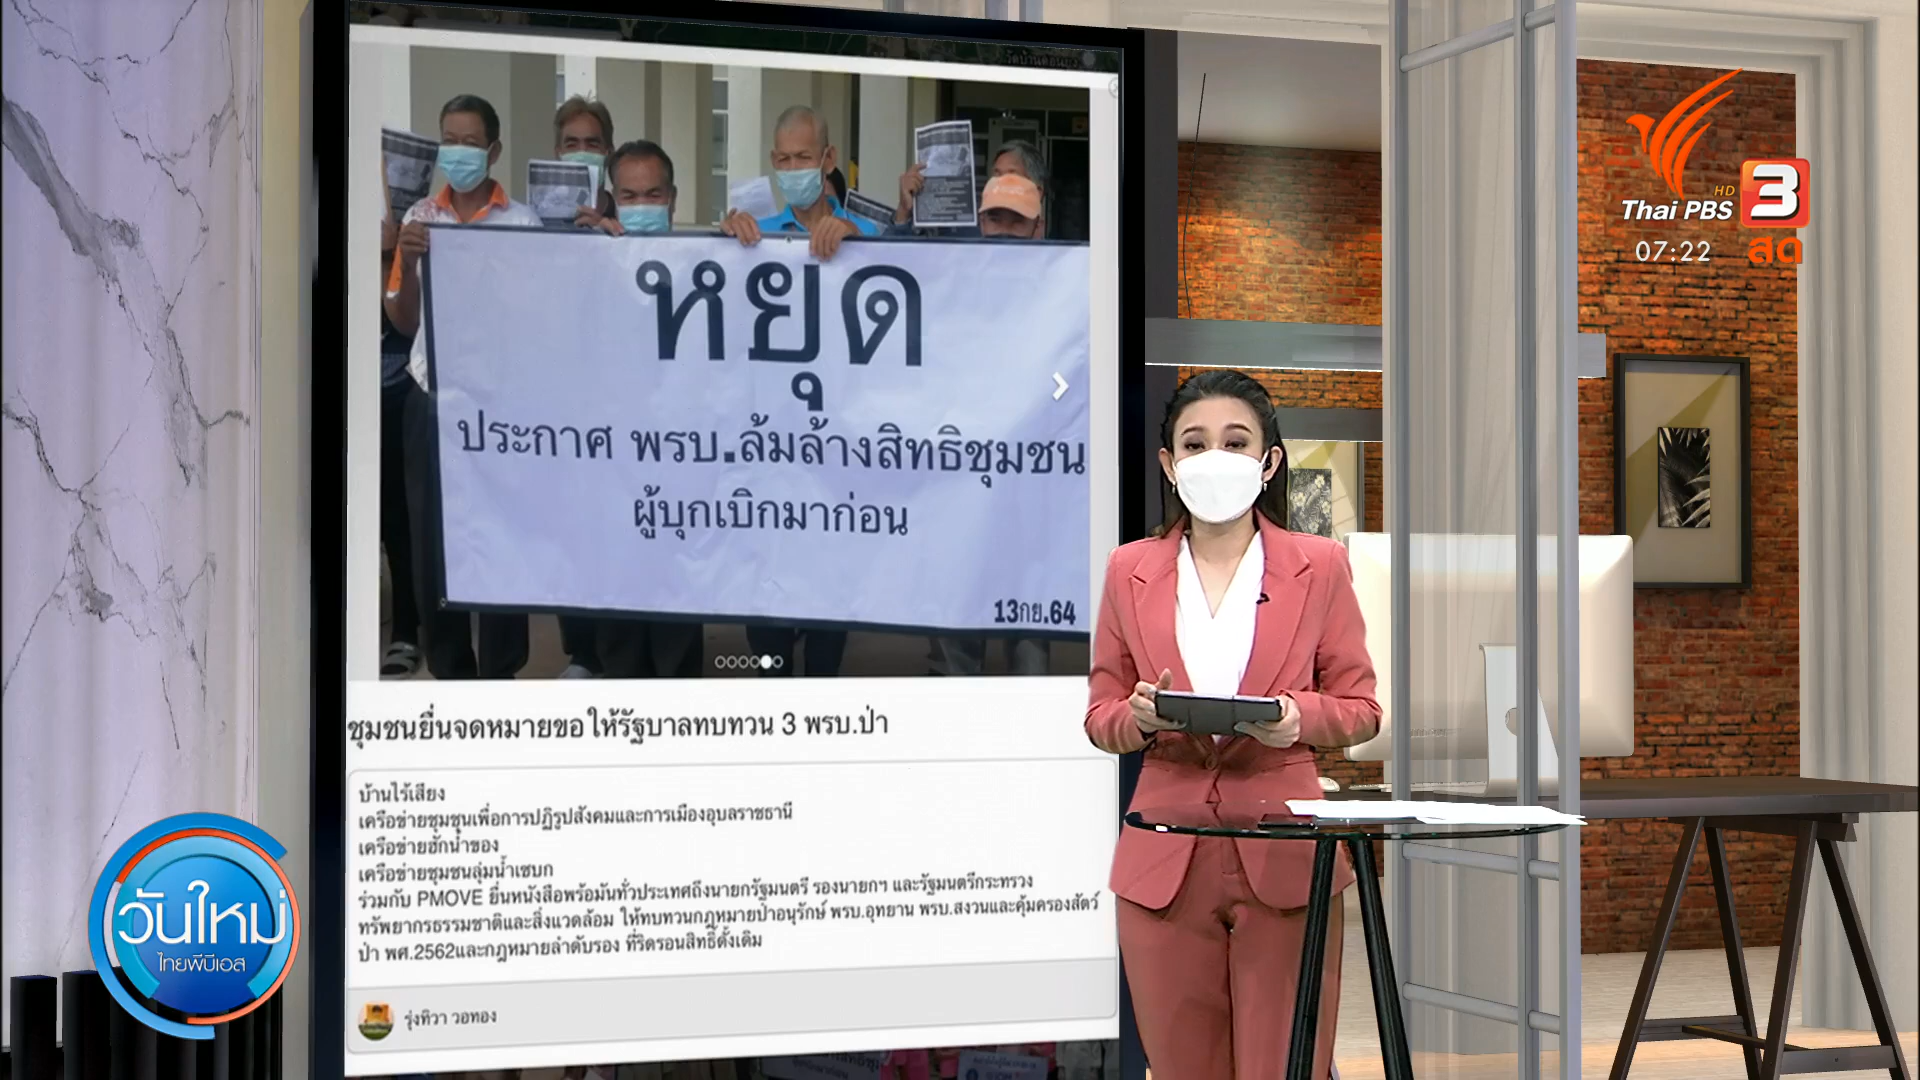 หยุด
ประกาศ พรบ.ล้มล้างสิทธิชุมชน
ผู้บุกเบิกมาก่อน
13กย.64
ชุมชนยื่นจดหมายขอให้รัฐบาลทบทวน 3 พรบ.ป่า
บ้านไร้เสียง
เครือข่ายชุมชนเพื่อการปฏิรูปสังคมและการเมืองอุบลราชธานี
เครือข่ายฮักน้ำของ
เครือข่ายชุมชนลุ่มน้ำเซบก
ร่วมกับ PMOVE ยื่นหนังสือพร้อมันทั่วประเทศถึงนายกรัฐมนตรี รองนายกฯ และรัฐมนตรีกระทรวง
ทรัพยากรธรรมชาติและสิ่งแวดล้อม ให้ทบทวนกฎหมายป่าอนุรักษ์ พรบ.อุทยาน พรบ.สงวนและคุ้มครองสัตว์
ป่า พศ.2562และกฎหมายลำดับรอง ที่ริดรอนสิทธิ์ดั้งเดิม
รุ่งทิวา วอทอง
วันใหม่
ไทยพีบีเอส
HD
Thai PBS 3
07:22 สด